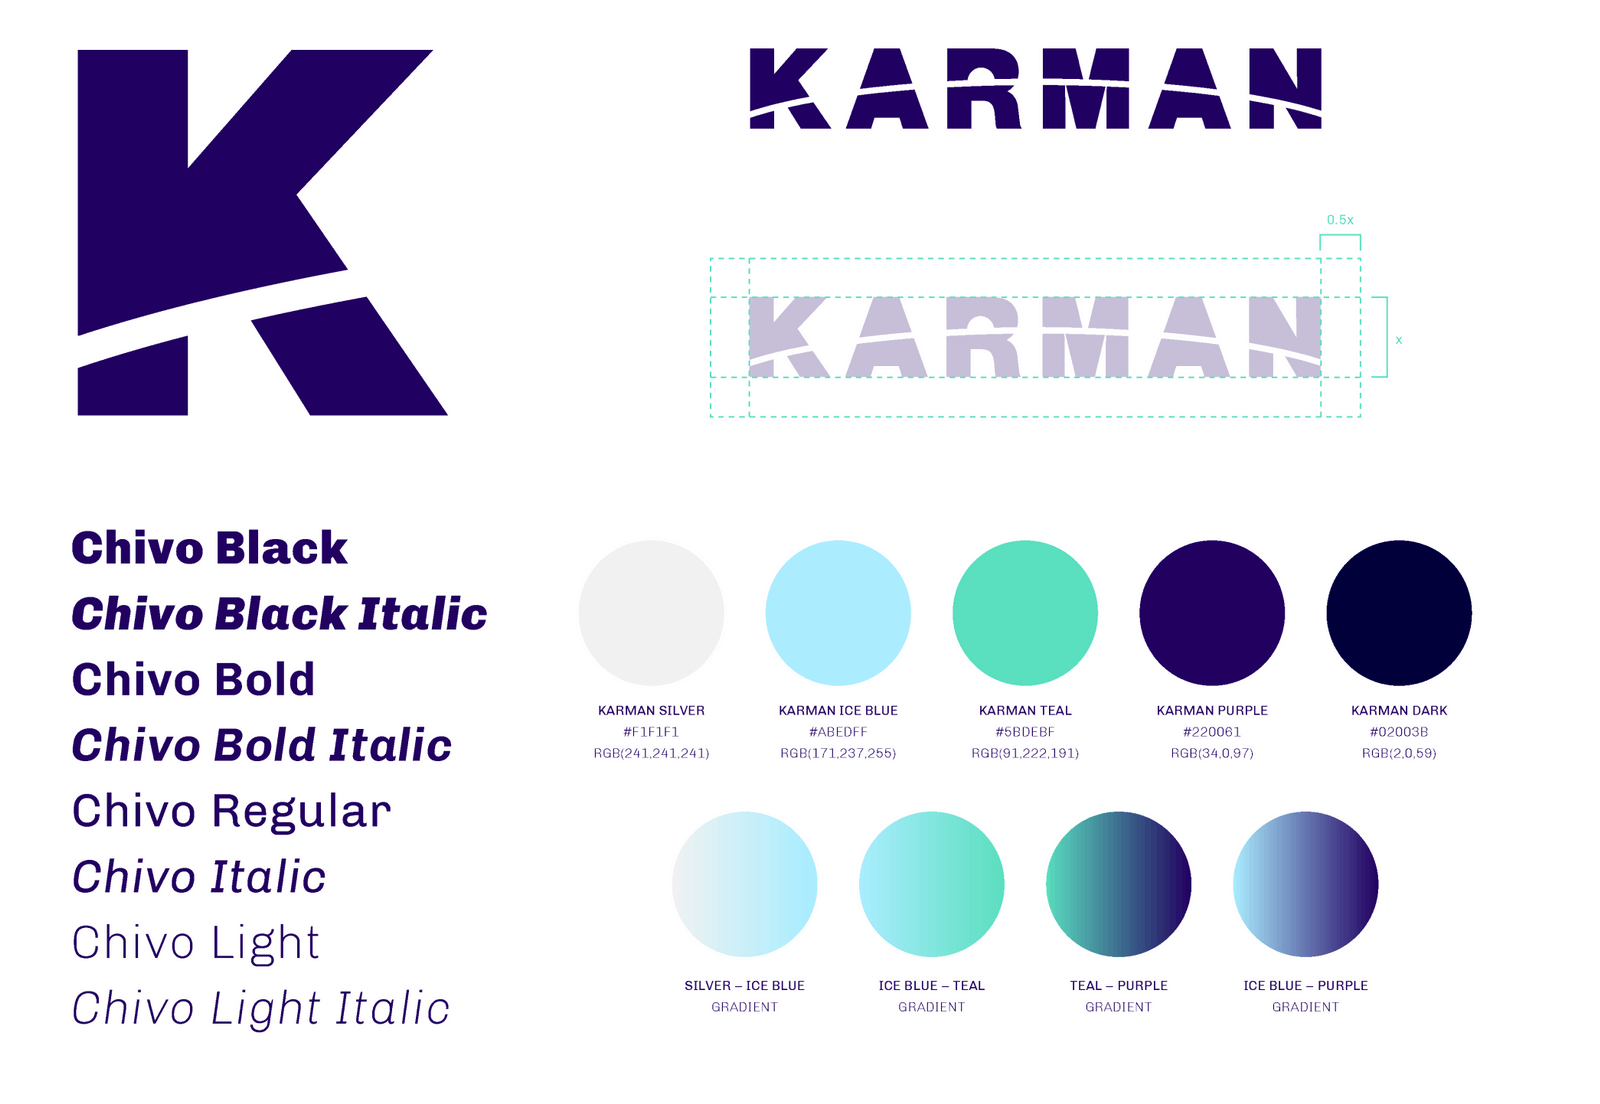 K
KARMAN
0.5x
KARMAN
x
Chivo Black
Chivo Black Italic
Chivo Bold
Chivo Bold Italic
Chivo Regular
Chivo Italic
Chivo Light
Chivo Light Italic
KARMAN SILVER
#F1F1F1
RGB(241,241,241)
KARMAN ICE BLUE
#ABEDFF
RGB(171,237,255)
KARMAN TEAL
#5BDEBF
RGB(91,222,191)
KARMAN PURPLE
#220061
RGB(34,0,97)
KARMAN DARK
#02003B
RGB(2,0,59)
SILVER – ICE BLUE
GRADIENT
ICE BLUE – TEAL
GRADIENT
TEAL – PURPLE
GRADIENT
ICE BLUE – PURPLE
GRADIENT